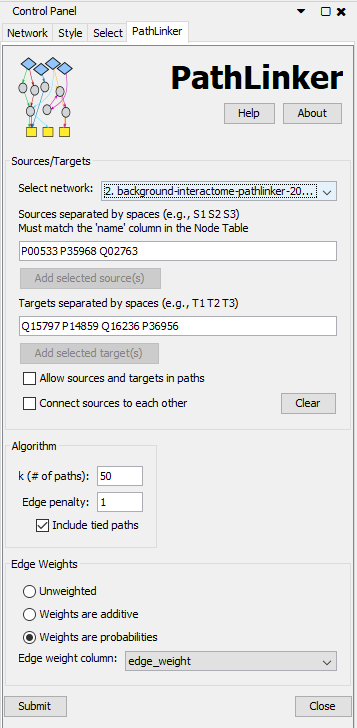 Control Panel
Network Style Select PathLinker
PathLinker
Help About
Sources/Targets
Select network: 2. background-interactome-pathlinker-20...
Sources separated by spaces (e.g., S1 S2 S3)
Must match the 'name' column in the Node Table
P00533 P35968 Q02763
Add selected source(s)
Targets separated by spaces (e.g., T1 T2 T3)
Q15797 P14859 Q16236 P36956
Add selected target(s)
Allow sources and targets in paths
Connect sources to each other Clear
Algorithm
k (# of paths): 50
Edge penalty: 1
Include tied paths
Edge Weights
Unweighted
Weights are additive
Weights are probabilities
Edge weight column: edge_weight
Submit Close